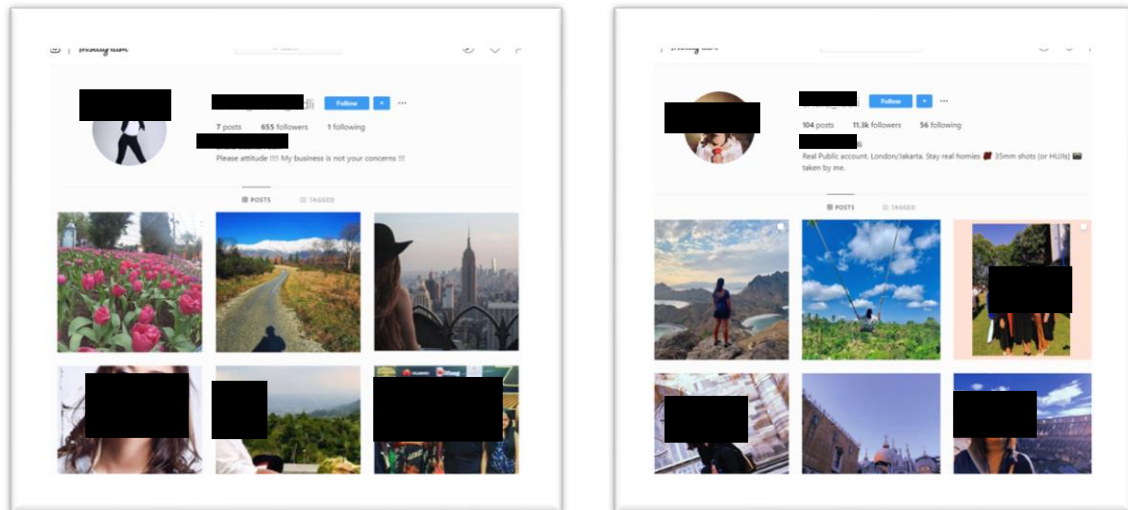 Instagram
Follow
7 posts 655 followers 1 following
Please attitude !!! My business is not your concerns !!!
POSTS TAGGED
Follow
104 posts 11.3k followers 56 following
Real Public account. London/Jakarta. Stay real homies 35mm shots (or HUJIs)
taken by me.
POSTS TAGGED